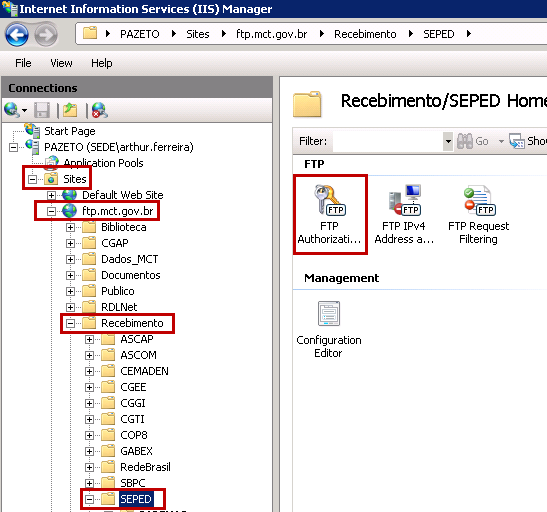 Internet Information Services (IIS) Manager
PAZETO Sites ftp.mct.gov.br Recebimento SEPED
File View Help
Connections
Start Page
PAZETO (SEDE\arthur.ferreira)
Application Pools
Sites
Default Web Site
ftp.mct.gov.br
Biblioteca
CGAP
Dados_MCT
Documentos
Publico
RDLNet
Recebimento
ASCAP
ASCOM
CEMADEN
CGEE
CGGI
CGTI
COP8
GABEX
RedeBrasil
SBPC
SEPED
Recebimento/SEPED Home
Filter: Go Show
FTP
FTP
FTP
Authorizati...
FTP
FTP IPv4
Address a...
FTP
FTP Request
Filtering
Management
Configuration
Editor